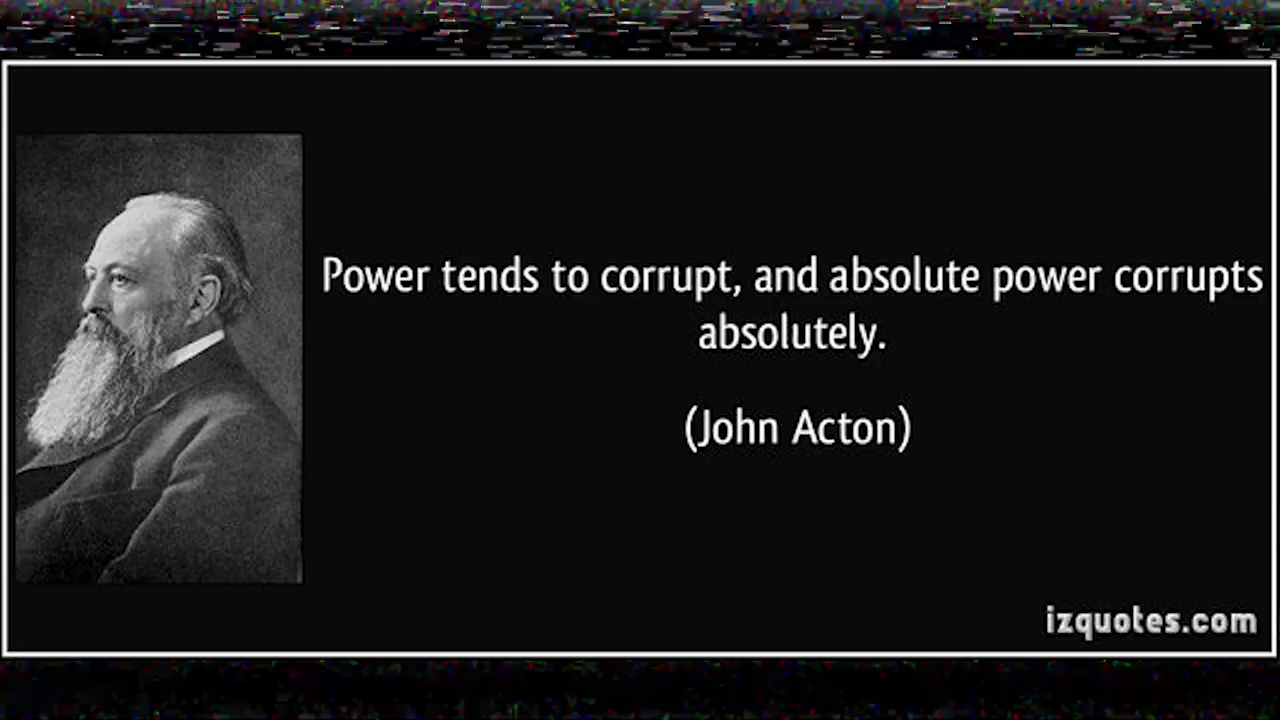 Power tends to corrupt, and absolute power corrupts
absolutely.
(John Acton)
izquotes.com